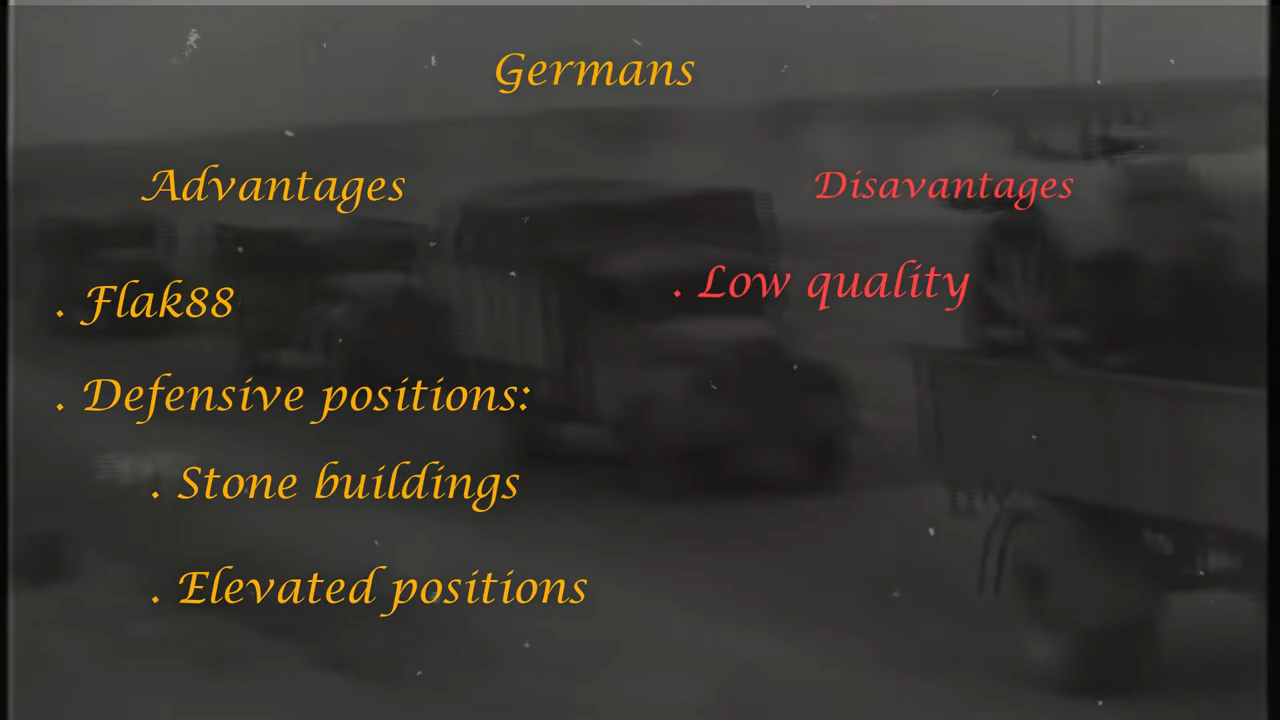 Germans
Advantages
Disavantages
. Flak88
. Low quality
. Defensive positions:
. Stone buildings
. Elevated positions